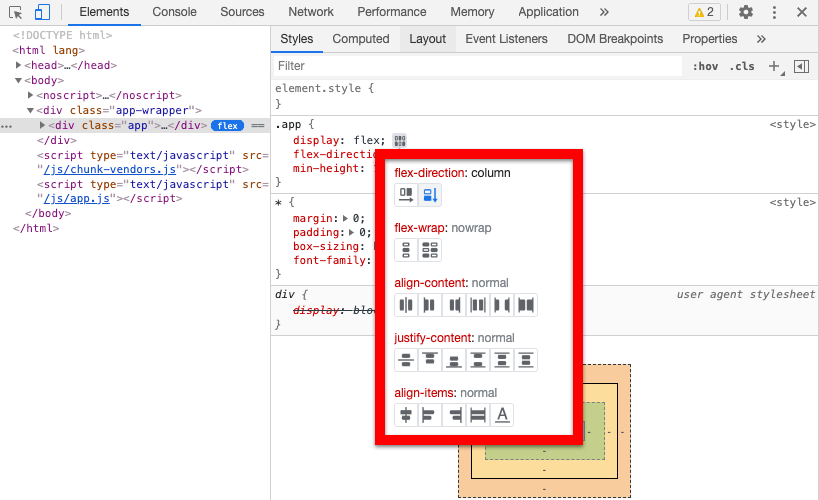 Elements Console Sources Network Performance Memory Application » 2
<!DOCTYPE html>
<html lang>
<head>…</head>
<body>
<noscript>…</noscript>
<div class="app-wrapper">
<div class="app">…</div> flex ==
</div>
<script type="text/javascript" src=
"/js/chunk-vendors.js"></script>
<script type="text/javascript" src=
"/js/app.js"></script>
</body>
</html>
Styles Computed Layout Event Listeners DOM Breakpoints Properties »
Filter :hov .cls +
element.style {
}
.app { <style>
display: flex;
flex-direction
min-height:
}
* { <style>
margin: 0;
padding: 0;
box-sizing:
font-family:
}
div { user agent stylesheet
display: bloc
}
flex-direction: column
flex-wrap: nowrap
align-content: normal
justify-content: normal
align-items: normal
A
- - -
-
-
-